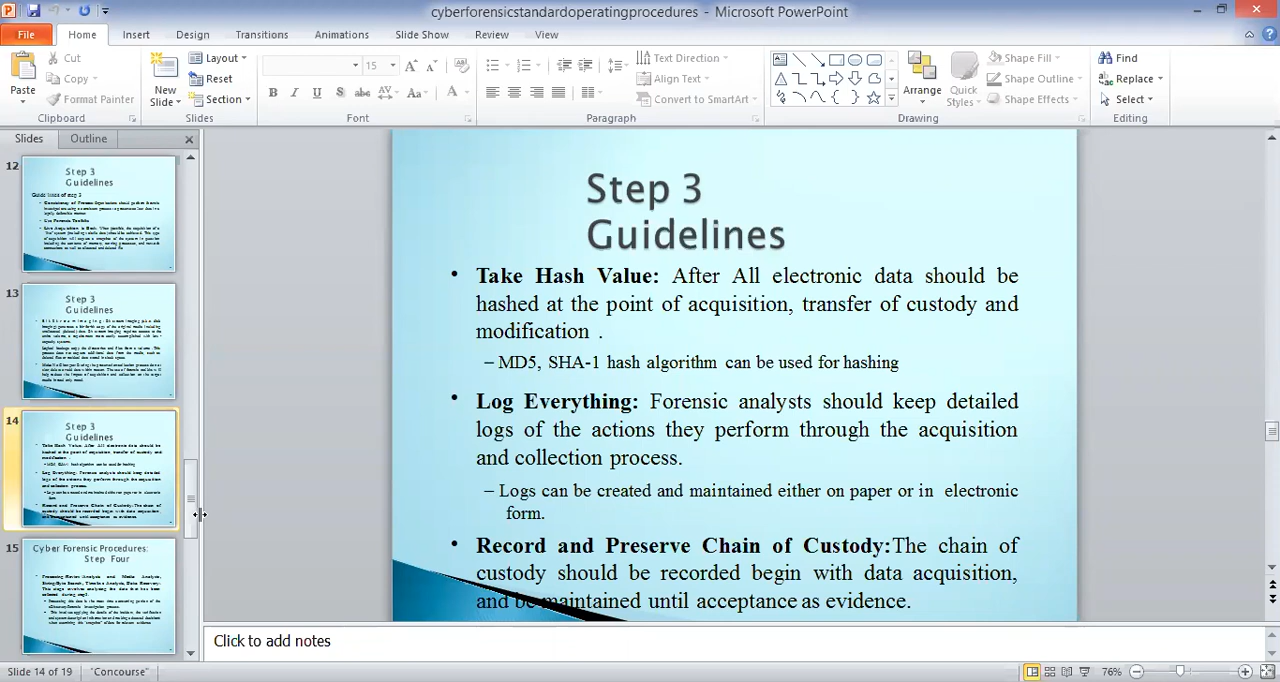 cyberforensicstandardoperatingprocedures - Microsoft PowerPoint
File Home Insert Design Transitions Animations Slide Show Review View
Cut
Copy
Format Painter
Paste
Clipboard
New Slide
Layout
Reset
Section
Slides
15
Font
Text Direction
Align Text
Convert to SmartArt
Paragraph
Arrange
Quick Styles
Shape Fill
Shape Outline
Shape Effects
Drawing
Find
Replace
Select
Editing
Slides Outline
12
Step 3
Guidelines
13
Step 3
Guidelines
14
Step 3
Guidelines
15
Cyber Forensic Procedures:
Step Four
Step 3
Guidelines
• Take Hash Value: After All electronic data should be
hashed at the point of acquisition, transfer of custody and
modification .
– MD5, SHA-1 hash algorithm can be used for hashing
• Log Everything: Forensic analysts should keep detailed
logs of the actions they perform through the acquisition
and collection process.
– Logs can be created and maintained either on paper or in electronic
form.
• Record and Preserve Chain of Custody:The chain of
custody should be recorded begin with data acquisition,
and be maintained until acceptance as evidence.
Click to add notes
Slide 14 of 19 "Concourse" 76%